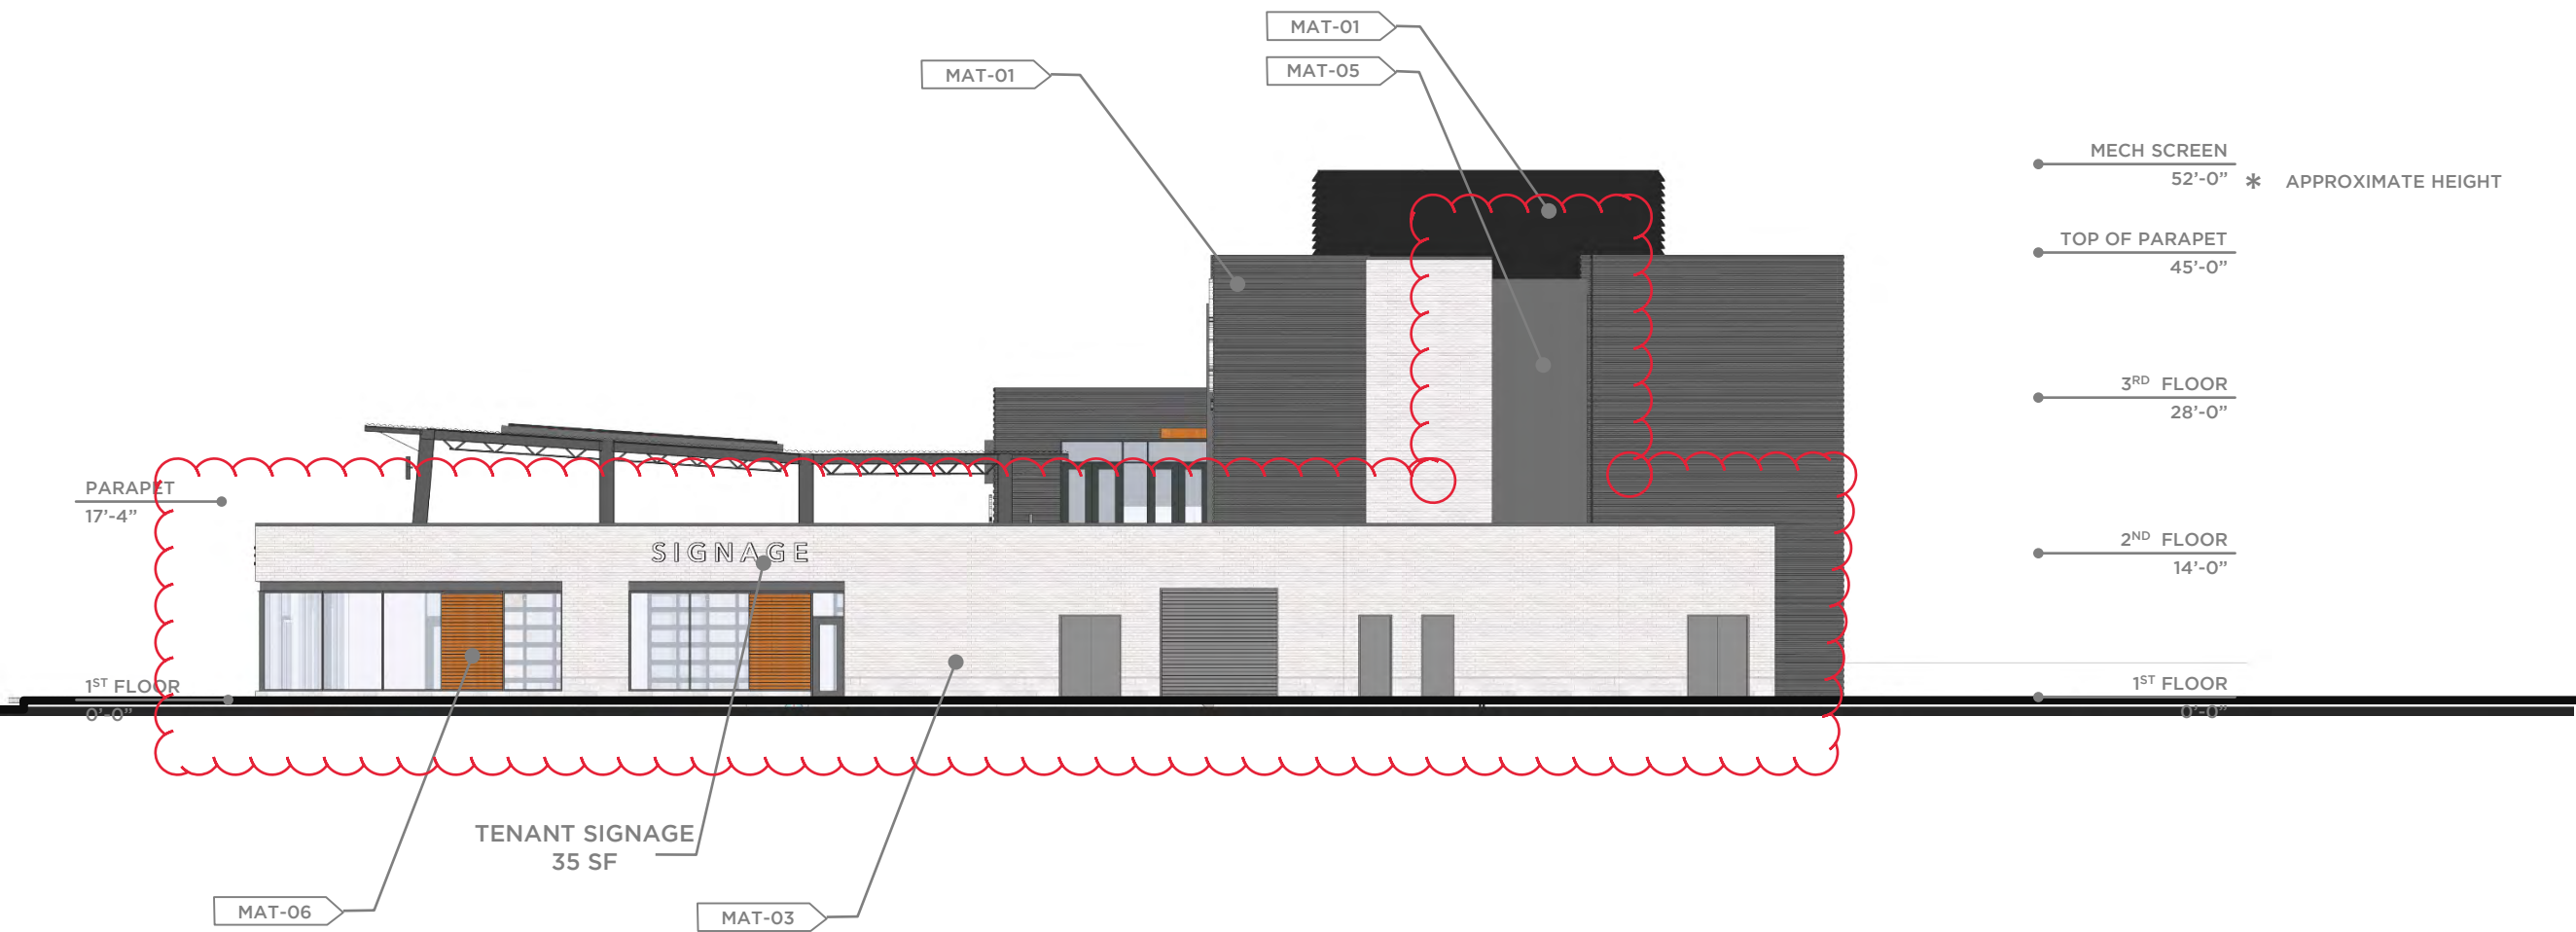 MAT-01
MAT-01
MAT-05
MECH SCREEN
52’-0” * APPROXIMATE HEIGHT
TOP OF PARAPET
45’-0”
3RD FLOOR
28’-0”
PARAPET
17’-4”
2ND FLOOR
14’-0”
SIGNAGE
1ST FLOOR
0’-0”
1ST FLOOR
0’-0”
TENANT SIGNAGE
35 SF
MAT-06
MAT-03